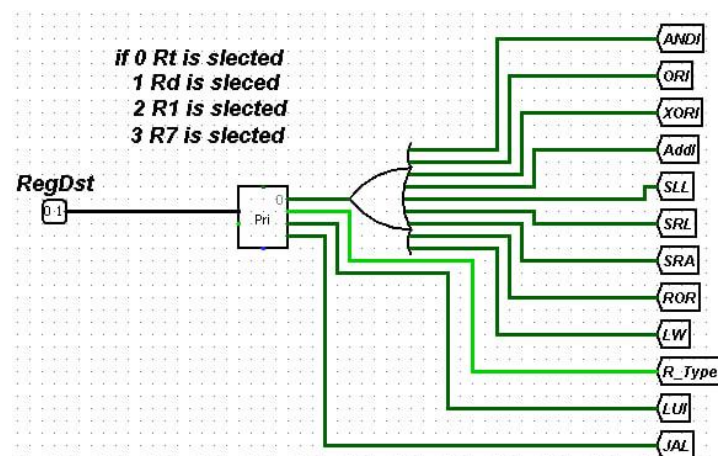 if 0 Rt is slected
1 Rd is sleced
2 R1 is selected
3 R7 is slected
RegDst
0 1
Pri
0
ANDI
ORI
XORI
AddI
SLL
SRL
SRA
ROR
LW
R_Type
LUI
JAL